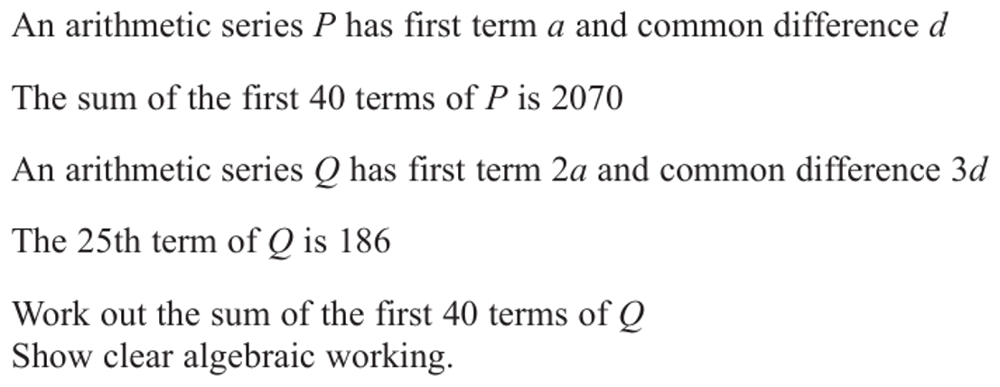 An arithmetic series P has first term a and common difference d
The sum of the first 40 terms of P is 2070
An arithmetic series Q has first term 2a and common difference 3d
The 25th term of Q is 186
Work out the sum of the first 40 terms of Q
Show clear algebraic working.